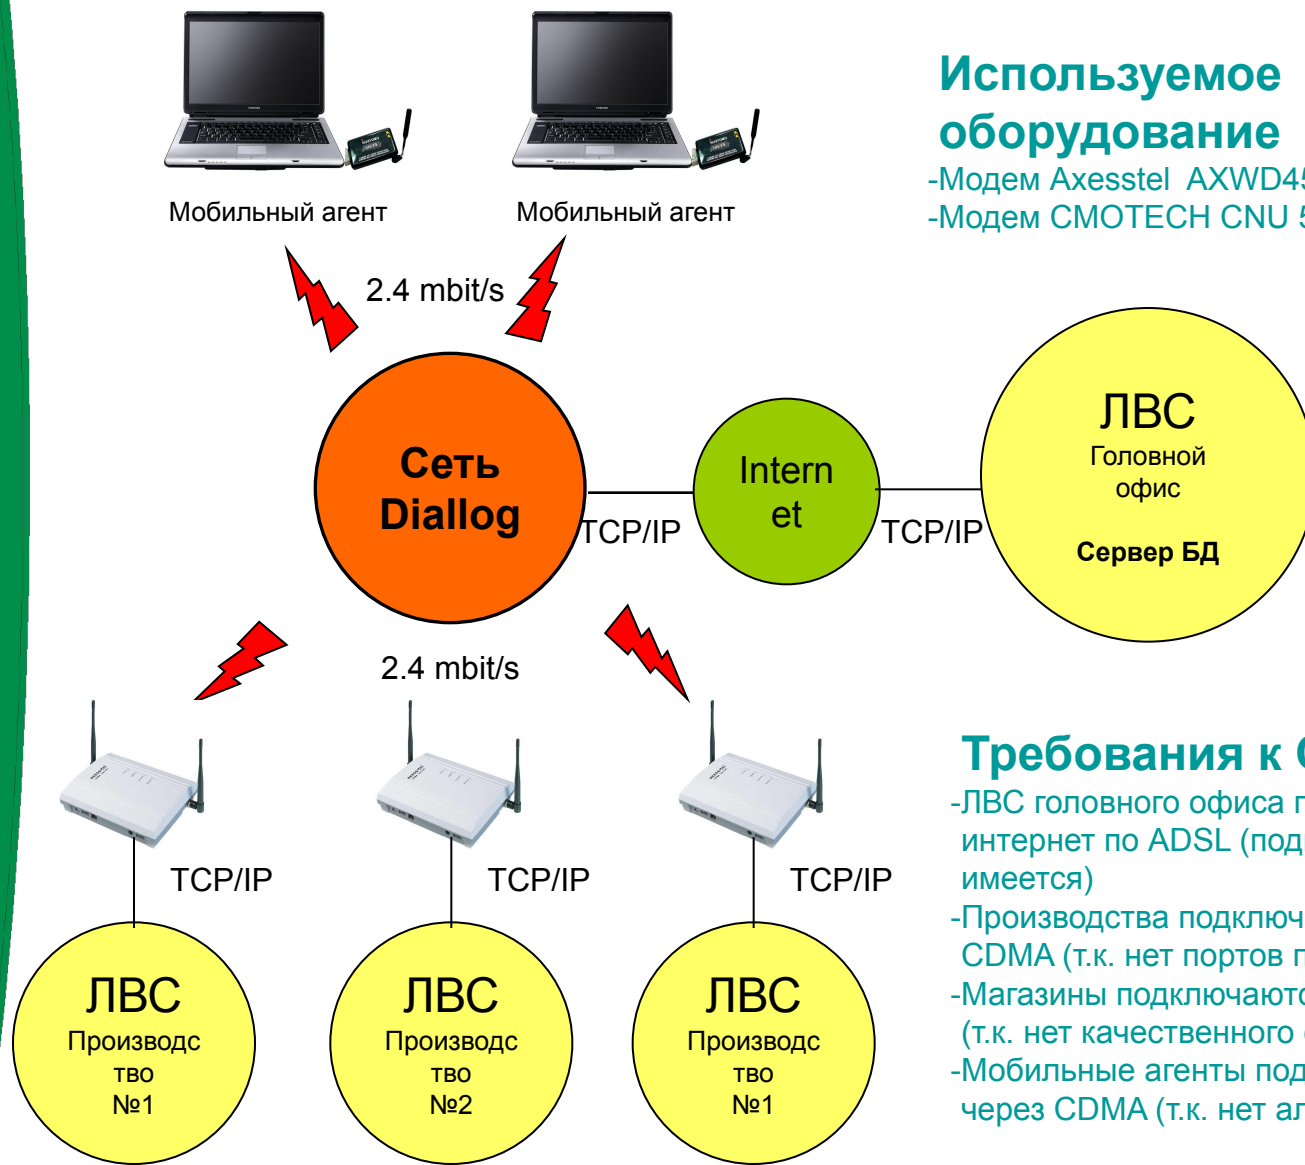 Используемое
оборудование
-Модем Axesstel AXWD45
-Модем CMOTECH CNU 5
Мобильный агент
Мобильный агент
2.4 mbit/s
Сеть
Diallog
TCP/IP
Intern
et
TCP/IP
ЛВС
Головной
офис
Сервер БД
2.4 mbit/s
Требования к
-ЛВС головного офиса
интернет по ADSL (под
имеется)
-Производства подключ
CDMA (т.к. нет портов
-Магазины подключают
(т.к. нет качественного
-Мобильные агенты под
через CDMA (т.к. нет ал
TCP/IP
TCP/IP
TCP/IP
ЛВС
Производс
тво
№1
ЛВС
Производс
тво
№2
ЛВС
Производс
тво
№1